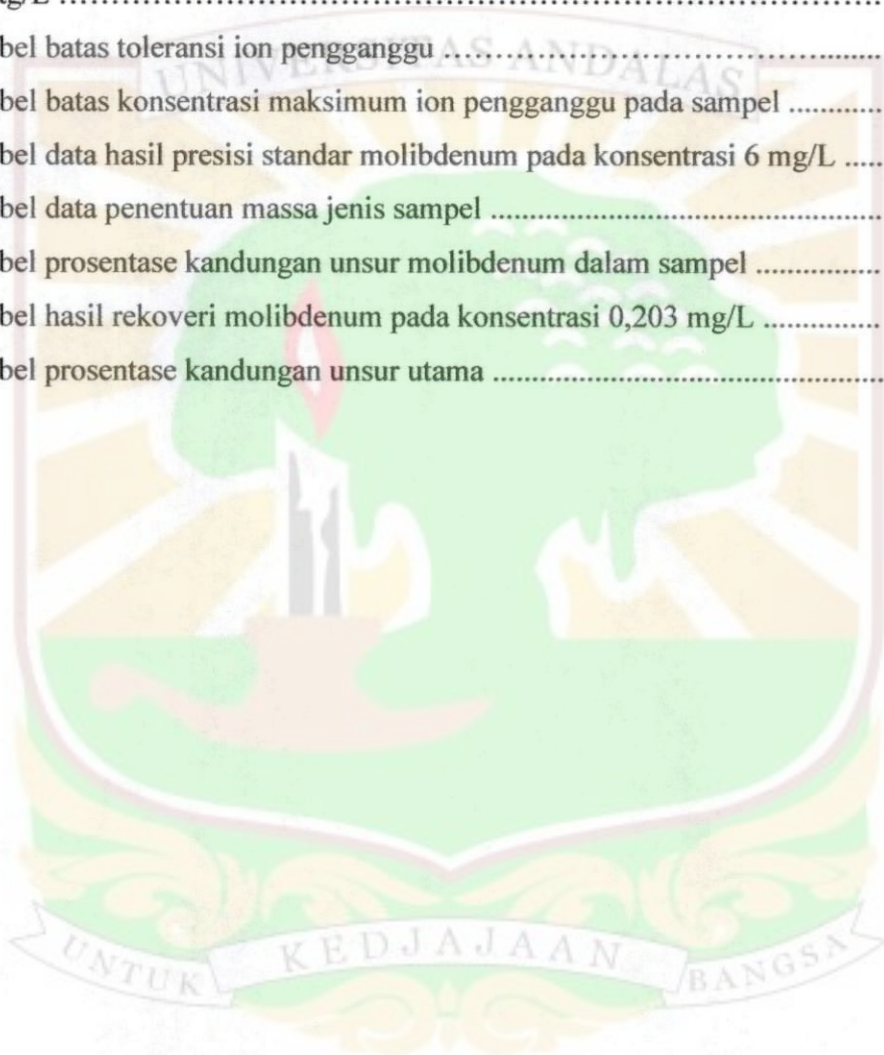 g/L ................................................................
bel batas toleransi ion pengganggu ................................
bel batas konsentrasi maksimum ion pengganggu pada sampel ............
bel data hasil presisi standar molibdenum pada konsentrasi 6 mg/L .....
bel data penentuan massa jenis sampel ................................
bel prosentase kandungan unsur molibdenum dalam sampel ................
bel hasil rekoveri molibdenum pada konsentrasi 0,203 mg/L ...............
bel prosentase kandungan unsur utama ................................
UNIVERSITAS ANDALAS
UNTUK KEDJAJAAN BANGSA